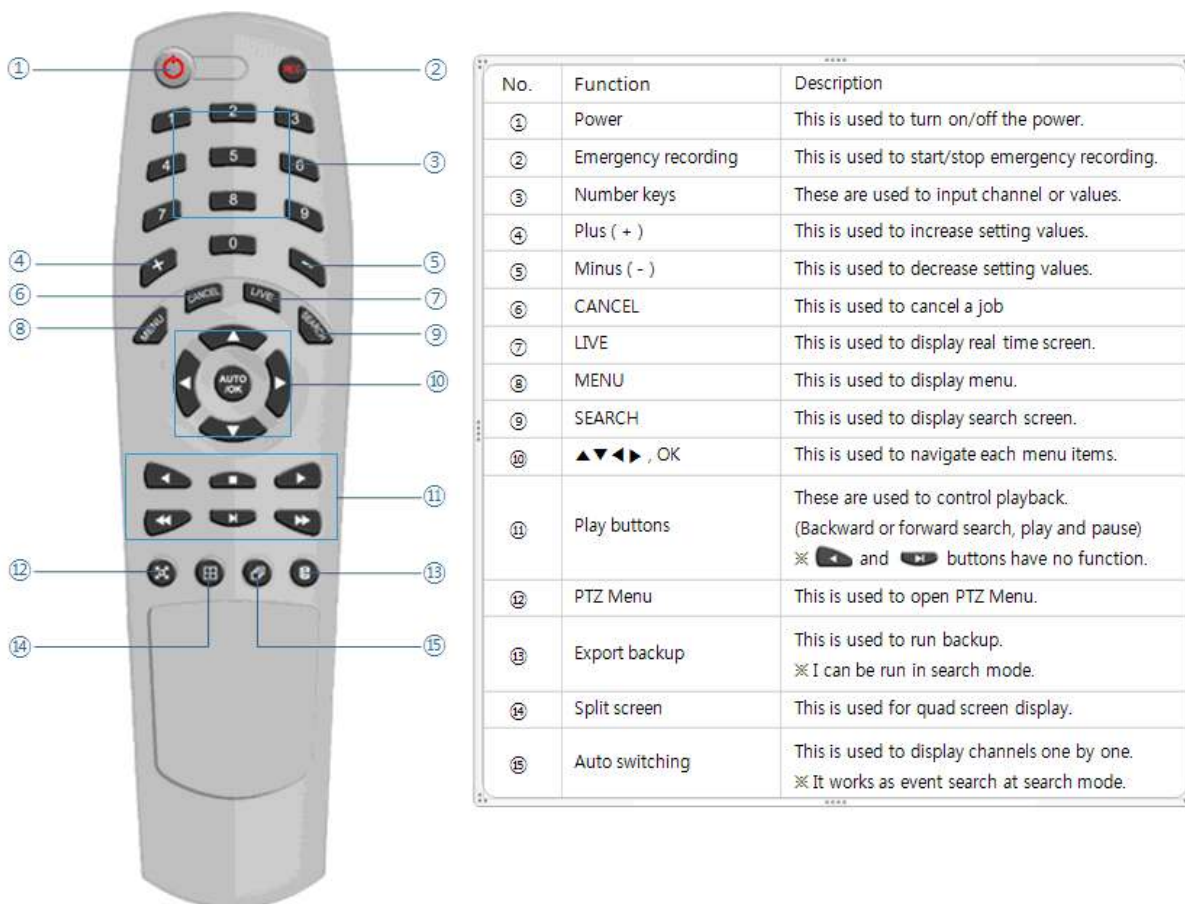 ① ②
1 2 3
③
4 5 6
7 8 9
0
④ + - ⑤
⑥ CANCEL LIVE ⑦
⑧ MENU SEARCH ⑨
AUTO
/OK
⑩
⑪
⑫ ⑬
⑭ ⑮
No. Function Description
① Power This is used to turn on/off the power.
② Emergency recording This is used to start/stop emergency recording.
③ Number keys These are used to input channel or values.
④ Plus ( + ) This is used to increase setting values.
⑤ Minus ( - ) This is used to decrease setting values.
⑥ CANCEL This is used to cancel a job
⑦ LIVE This is used to display real time screen.
⑧ MENU This is used to display menu.
⑨ SEARCH This is used to display search screen.
⑩ ▲▼◀▶ , OK This is used to navigate each menu items.
⑪ Play buttons These are used to control playback.
(Backward or forward search, play and pause)
※ and buttons have no function.
⑫ PTZ Menu This is used to open PTZ Menu.
⑬ Export backup This is used to run backup.
※ I can be run in search mode.
⑭ Split screen This is used for quad screen display.
⑮ Auto switching This is used to display channels one by one.
※ It works as event search at search mode.